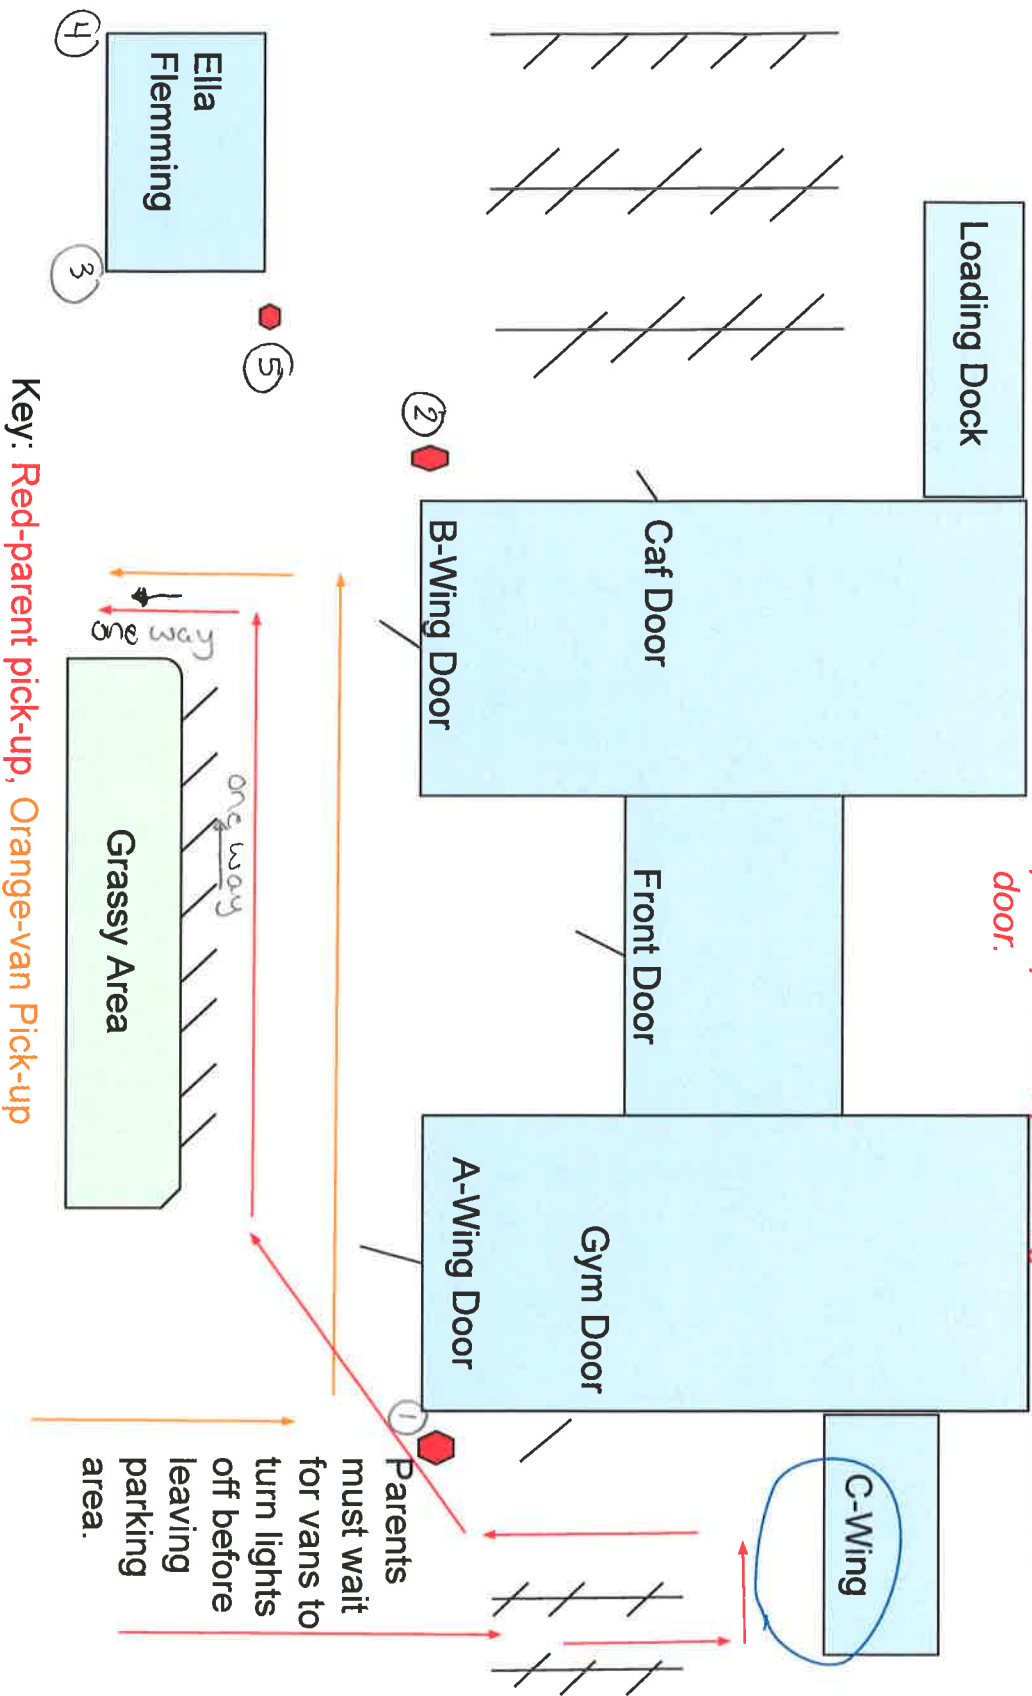 door.
Loading Dock
C-Wing
Caf Door
Front Door
Gym Door
B-Wing Door
A-Wing Door
2
1
Parents
must wait
for vans to
turn lights
off before
leaving
parking
area.
5
Ella
Flemming
4
3
one way
one way
Grassy Area
Key: Red-parent pick-up, Orange-van Pick-up